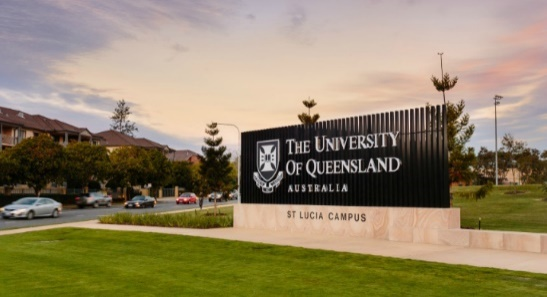 THE UNIVERSITY
OF QUEENSLAND
AUSTRALIA
ST LUCIA CAMPUS